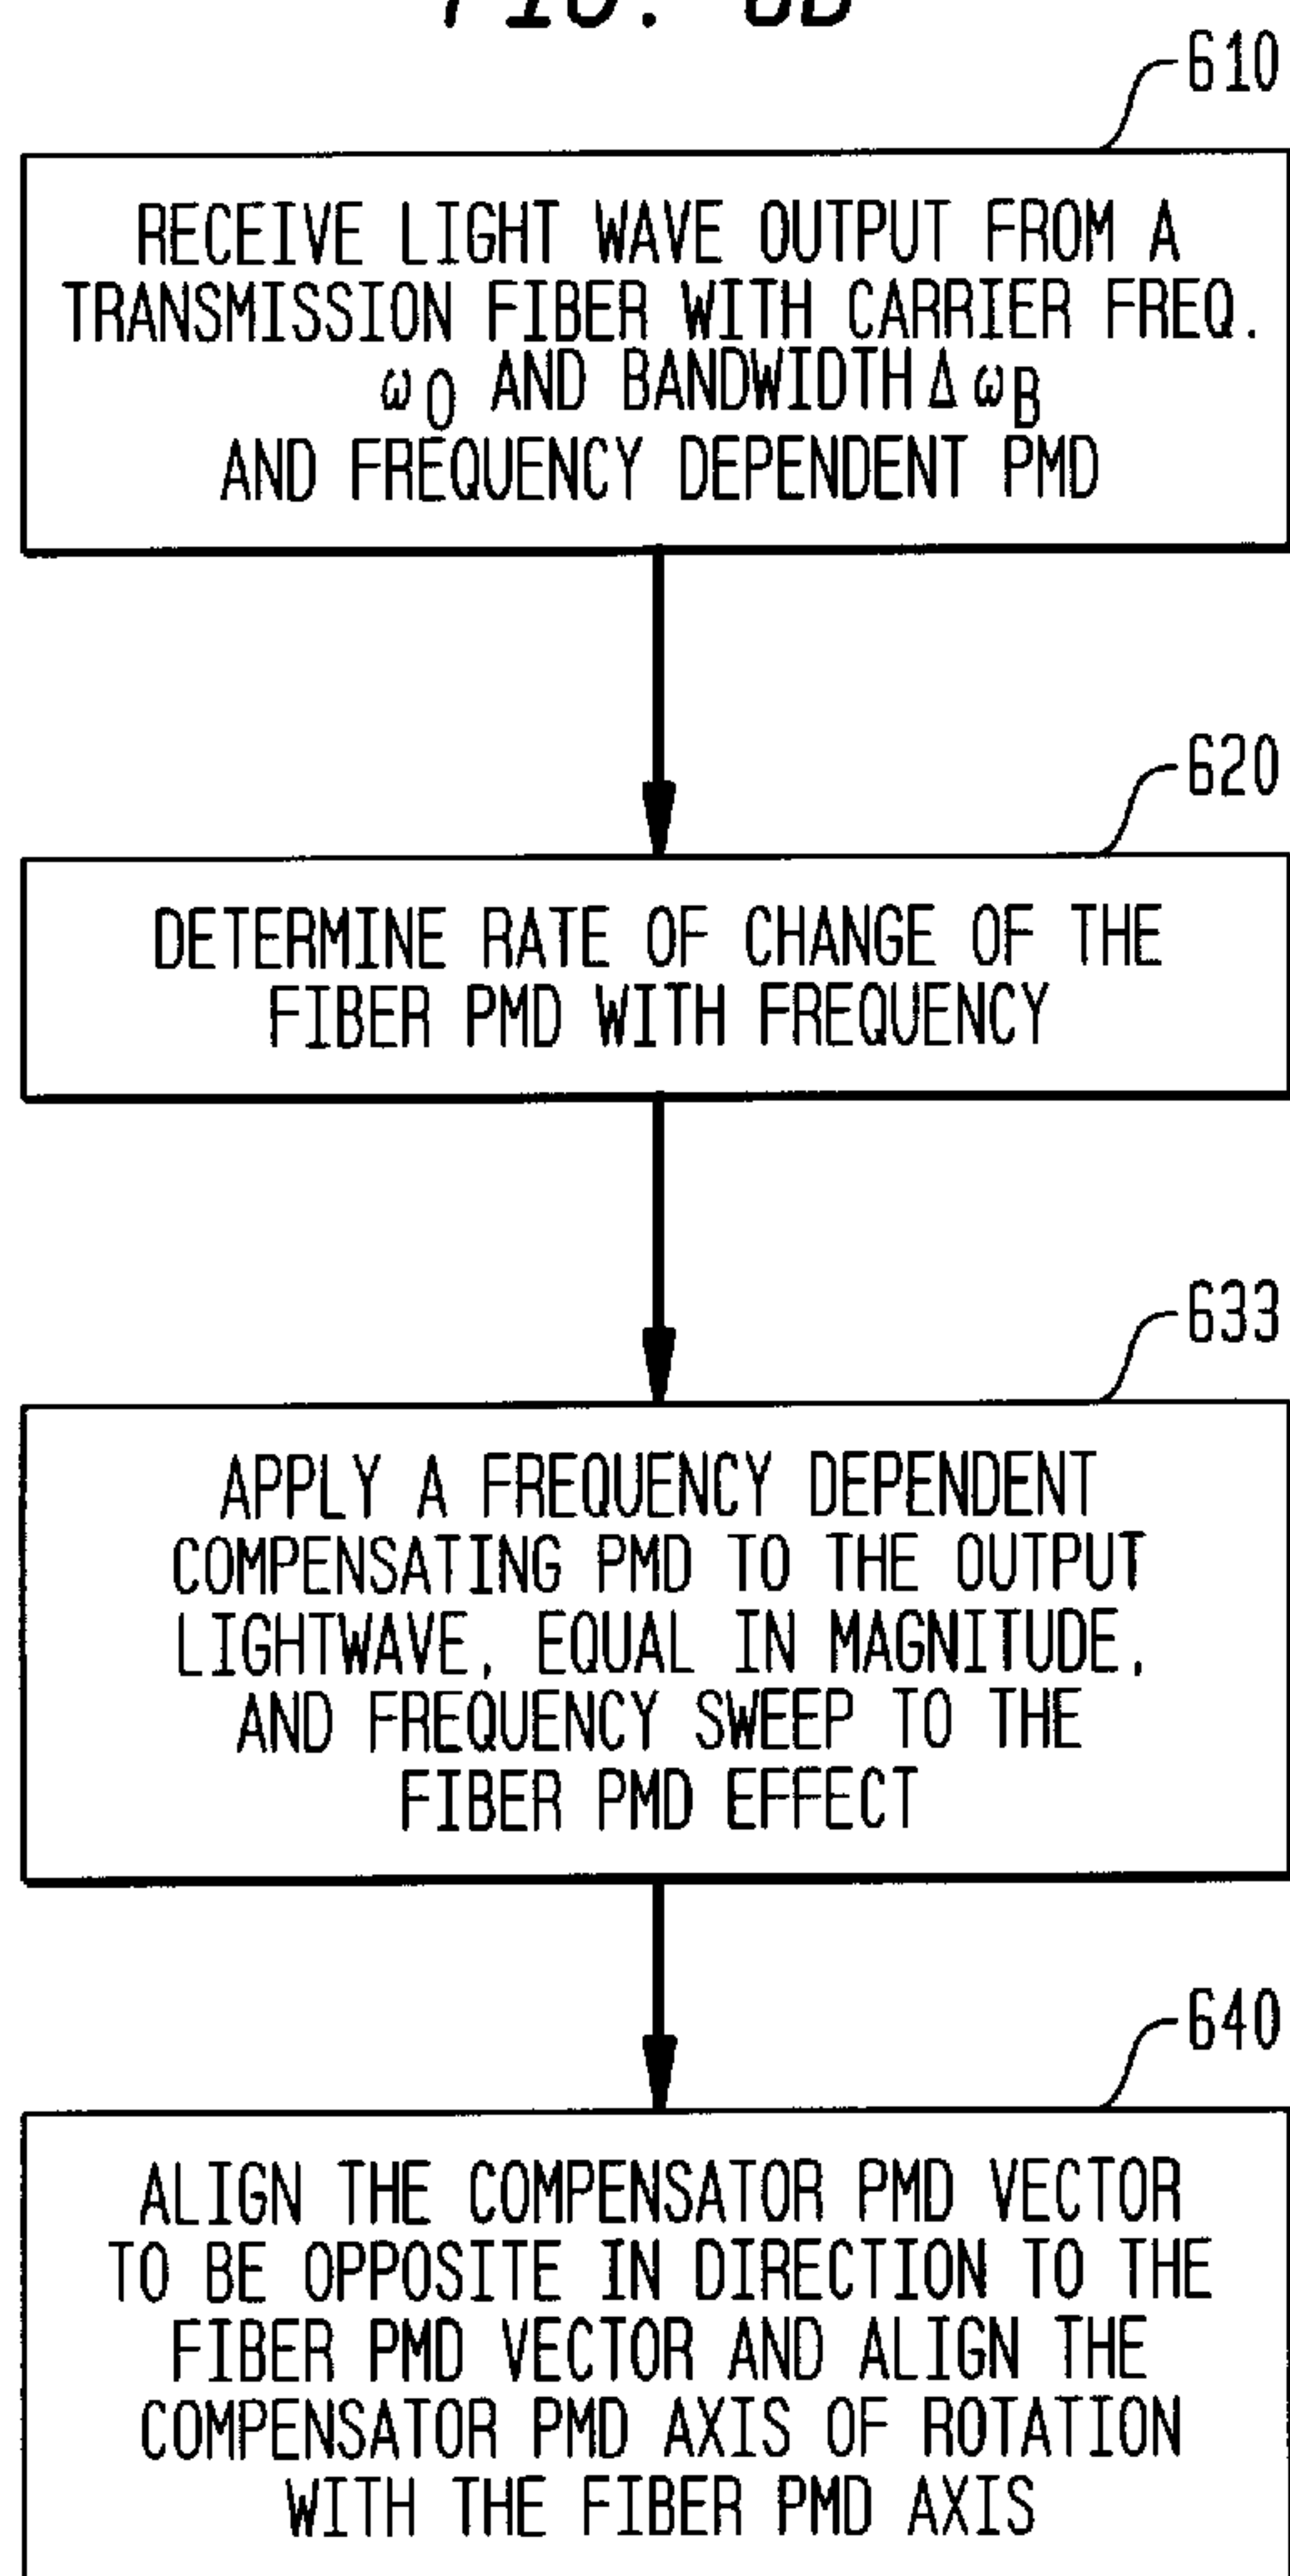 610
RECEIVE LIGHT WAVE OUTPUT FROM A
TRANSMISSION FIBER WITH CARRIER FREQ.
ω0 AND BANDWIDTH Δ ωB
AND FREQUENCY DEPENDENT PMD
620
DETERMINE RATE OF CHANGE OF THE
FIBER PMD WITH FREQUENCY
633
APPLY A FREQUENCY DEPENDENT
COMPENSATING PMD TO THE OUTPUT
LIGHTWAVE, EQUAL IN MAGNITUDE,
AND FREQUENCY SWEEP TO THE
FIBER PMD EFFECT
640
ALIGN THE COMPENSATOR PMD VECTOR
TO BE OPPOSITE IN DIRECTION TO THE
FIBER PMD VECTOR AND ALIGN THE
COMPENSATOR PMD AXIS OF ROTATION
WITH THE FIBER PMD AXIS